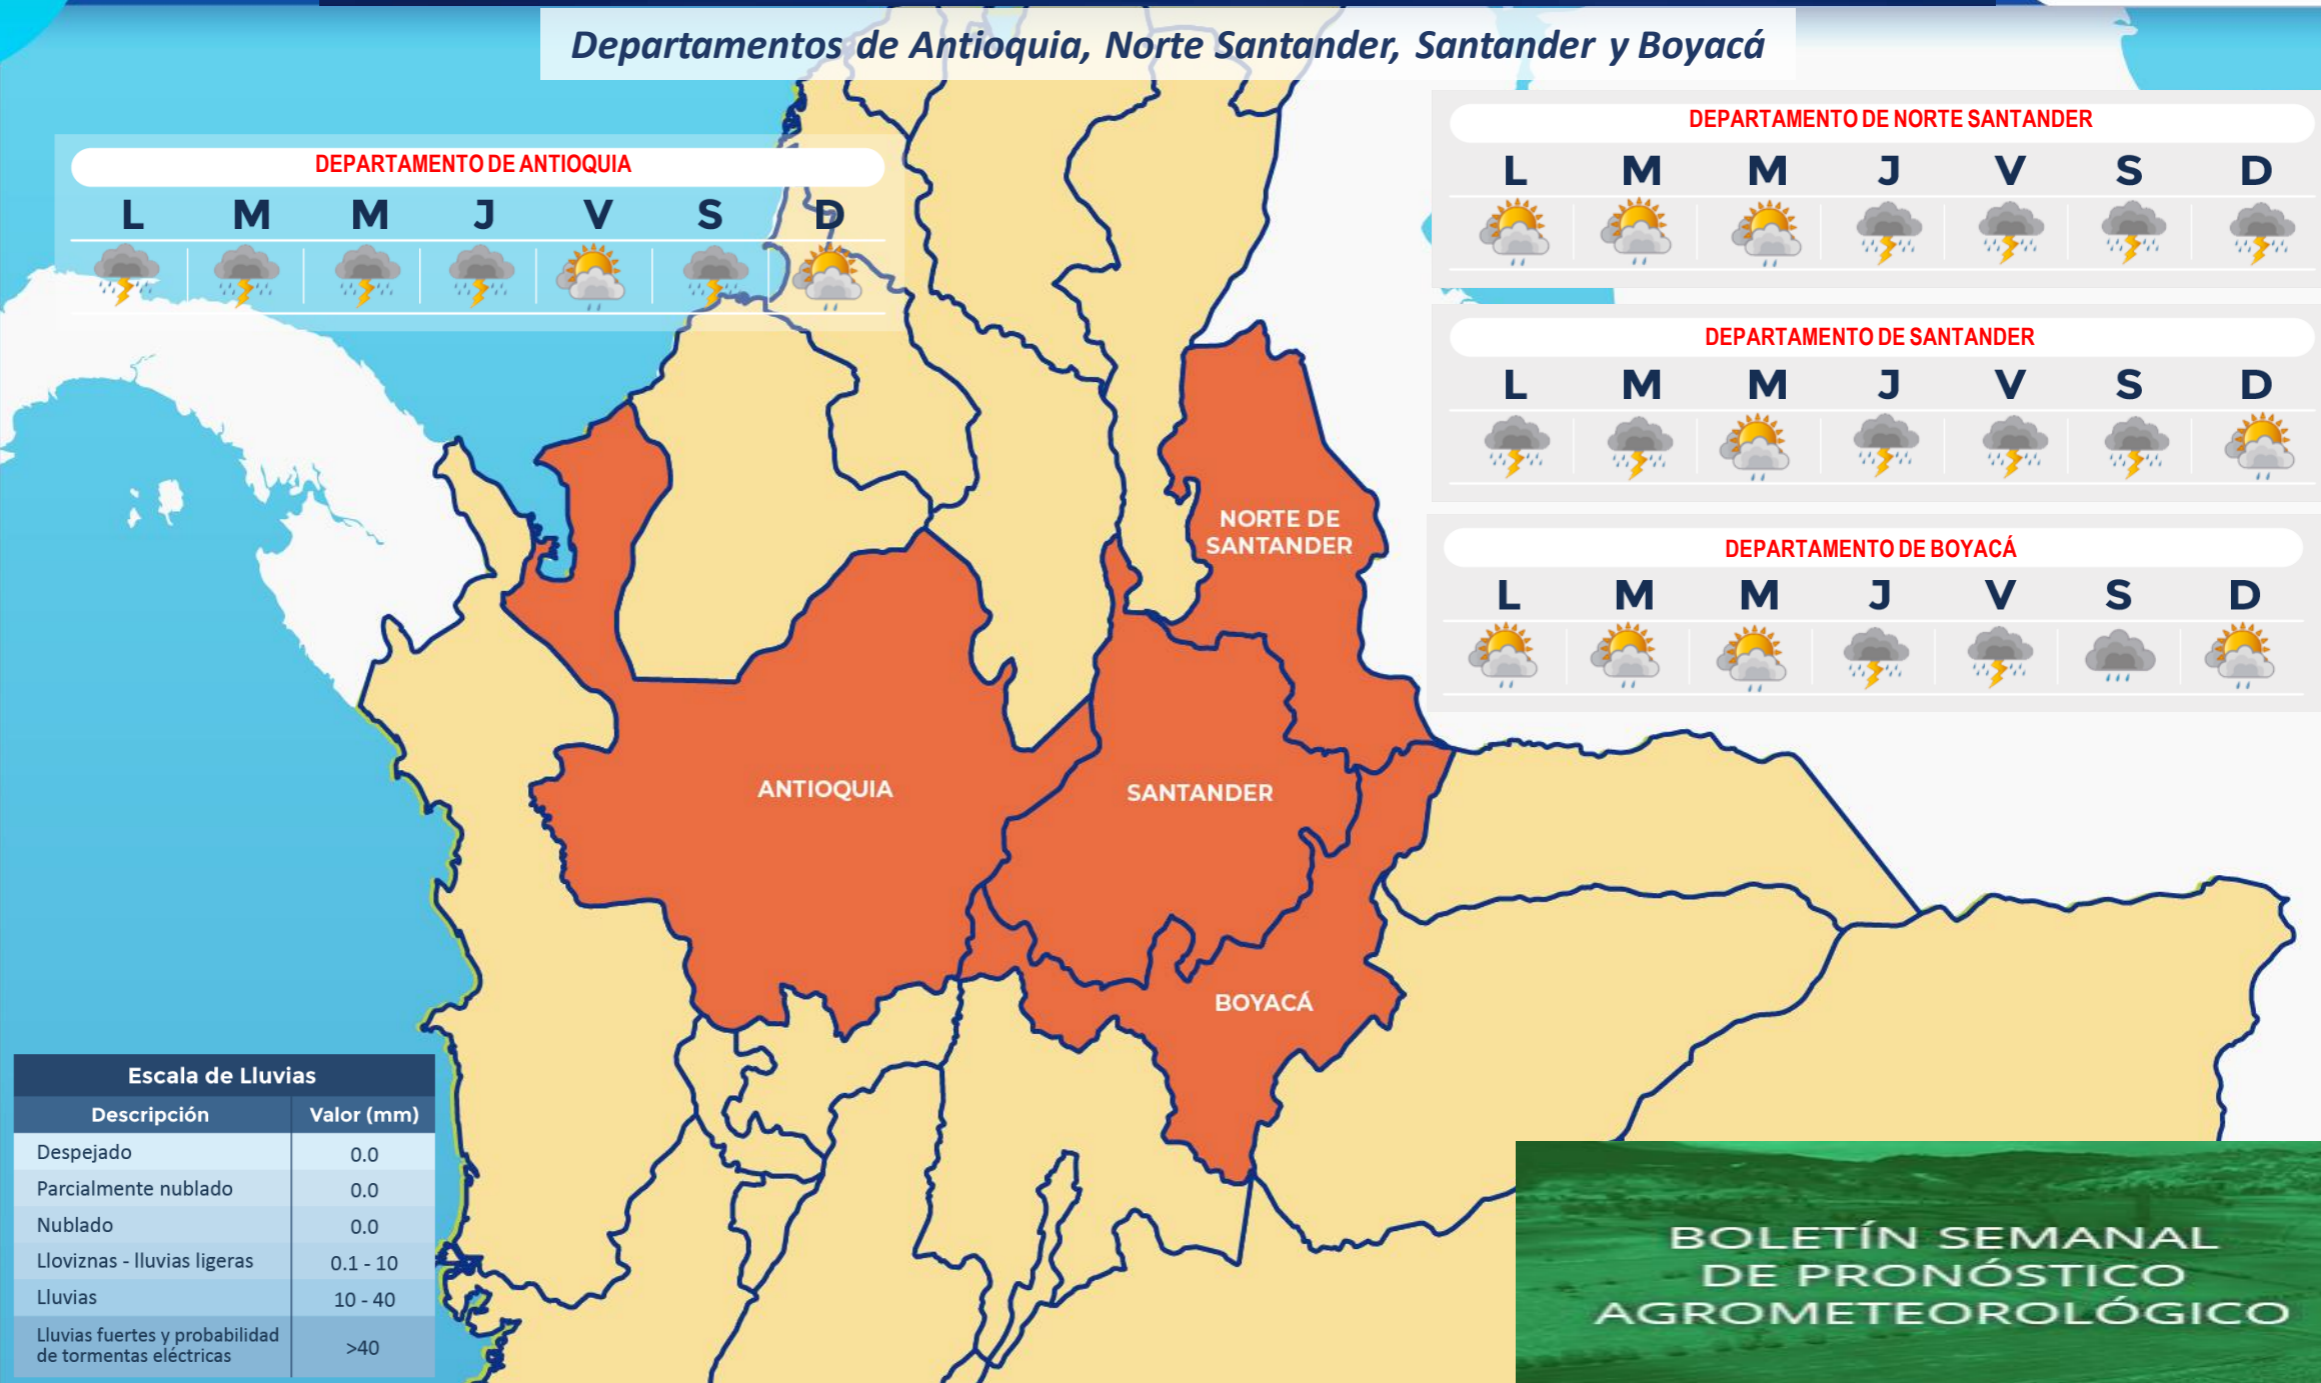 Departamentos de Antioquia, Norte Santander, Santander y Boyacá
DEPARTAMENTO DE ANTIOQUIA
L M M J V S D
DEPARTAMENTO DE NORTE SANTANDER
L M M J V S D
DEPARTAMENTO DE SANTANDER
L M M J V S D
DEPARTAMENTO DE BOYACÁ
L M M J V S D
NORTE DE
SANTANDER
ANTIOQUIA
SANTANDER
BOYACÁ
Escala de Lluvias
Descripción Valor (mm)
Despejado 0.0
Parcialmente nublado 0.0
Nublado 0.0
Lloviznas - lluvias ligeras 0.1 - 10
Lluvias 10 - 40
Lluvias fuertes y probabilidad
de tormentas eléctricas >40
BOLETÍN SEMANAL
DE PRONÓSTICO
AGROMETEOROLÓGICO